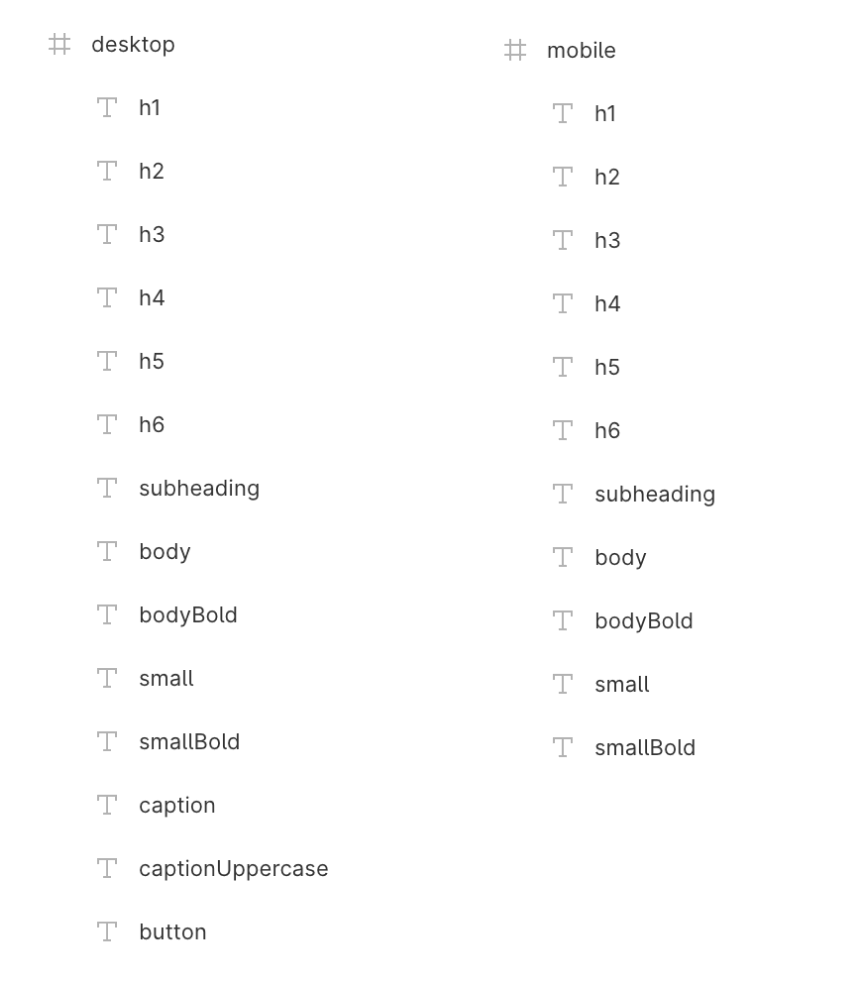 desktop
h1
h2
h3
h4
h5
h6
subheading
body
bodyBold
small
smallBold
caption
captionUppercase
button
mobile
h1
h2
h3
h4
h5
h6
subheading
body
bodyBold
small
smallBold